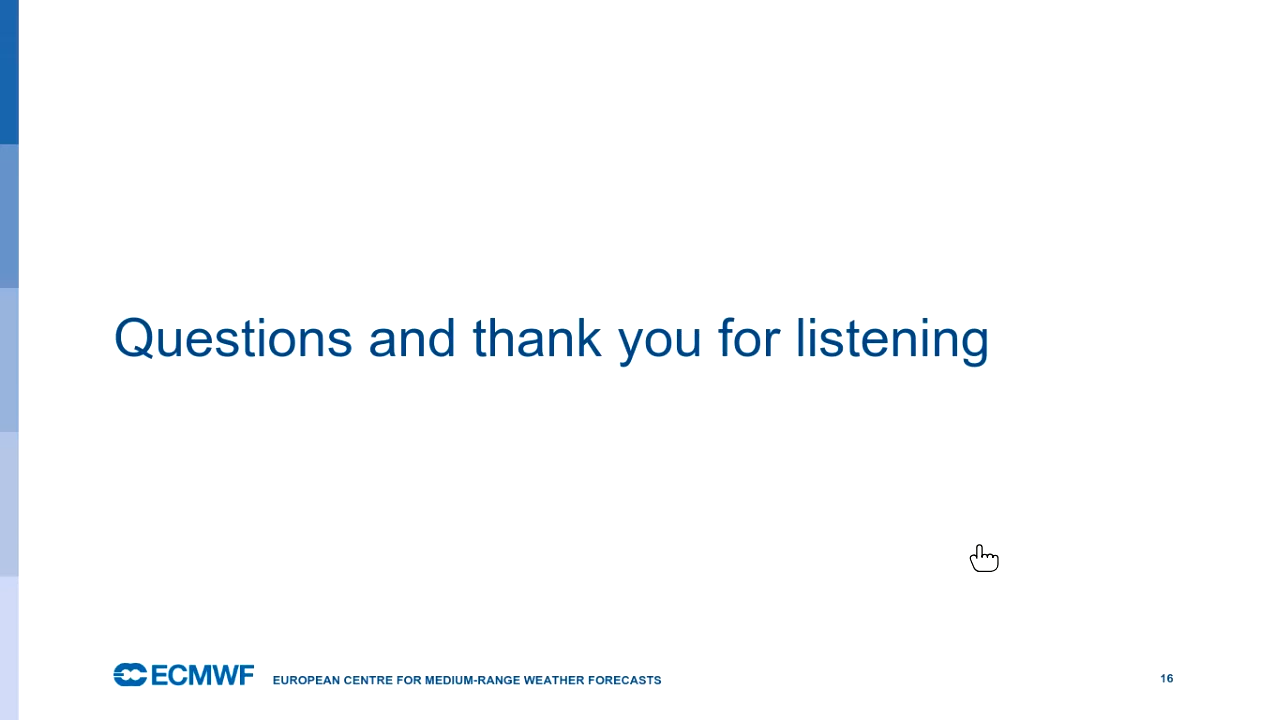 Questions and thank you for listening
ECMWF EUROPEAN CENTRE FOR MEDIUM-RANGE WEATHER FORECASTS 16